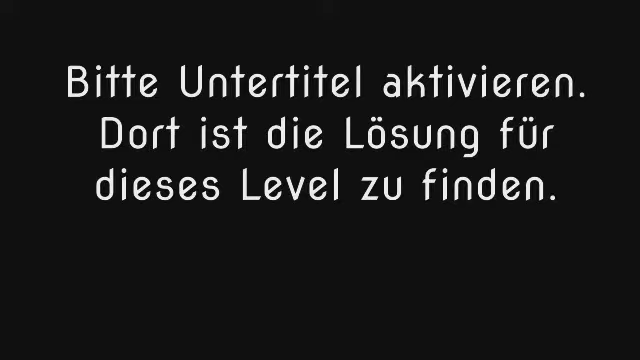 Bitte Untertitel aktivieren.
Dort ist die Lösung für
dieses Level zu finden.